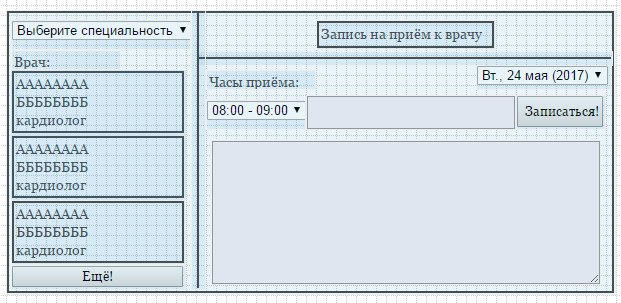 Выберите специальность
Врач:
АААААААА
ББББББББ
кардиолог
АААААААА
ББББББББ
кардиолог
АААААААА
ББББББББ
кардиолог
Ещё!
Запись на приём к врачу
Вт., 24 мая (2017)
Часы приёма:
08:00 - 09:00
Записаться!